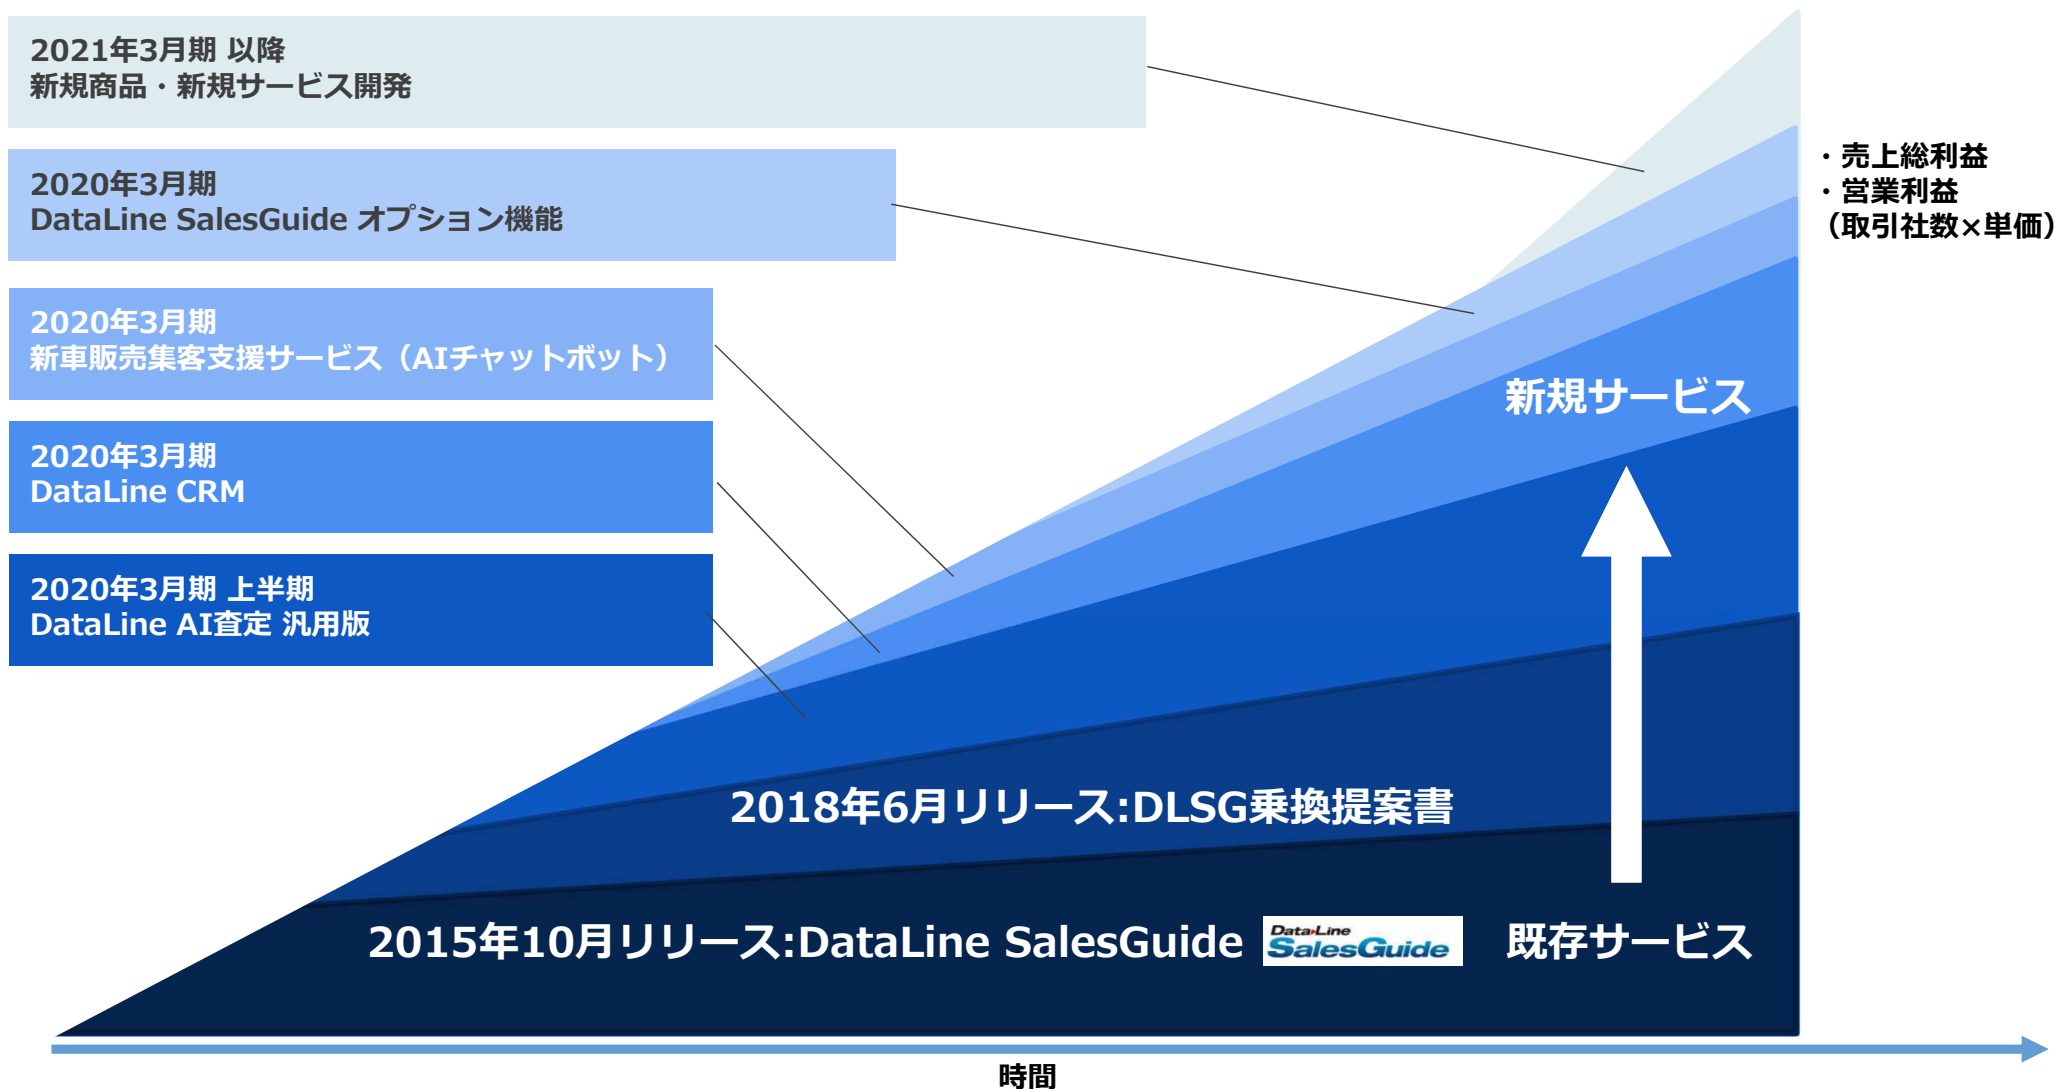 2021年3月期 以降
新規商品・新規サービス開発
2020年3月期
DataLine SalesGuide オプション機能
2020年3月期
新車販売集客支援サービス（AIチャットボット）
2020年3月期
DataLine CRM
2020年3月期 上半期
DataLine AI査定 汎用版
・売上総利益
・営業利益
（取引社数×単価）
新規サービス
2018年6月リリース:DLSG乗換提案書
2015年10月リリース:DataLine SalesGuide
DataLine
SalesGuide
既存サービス
時間